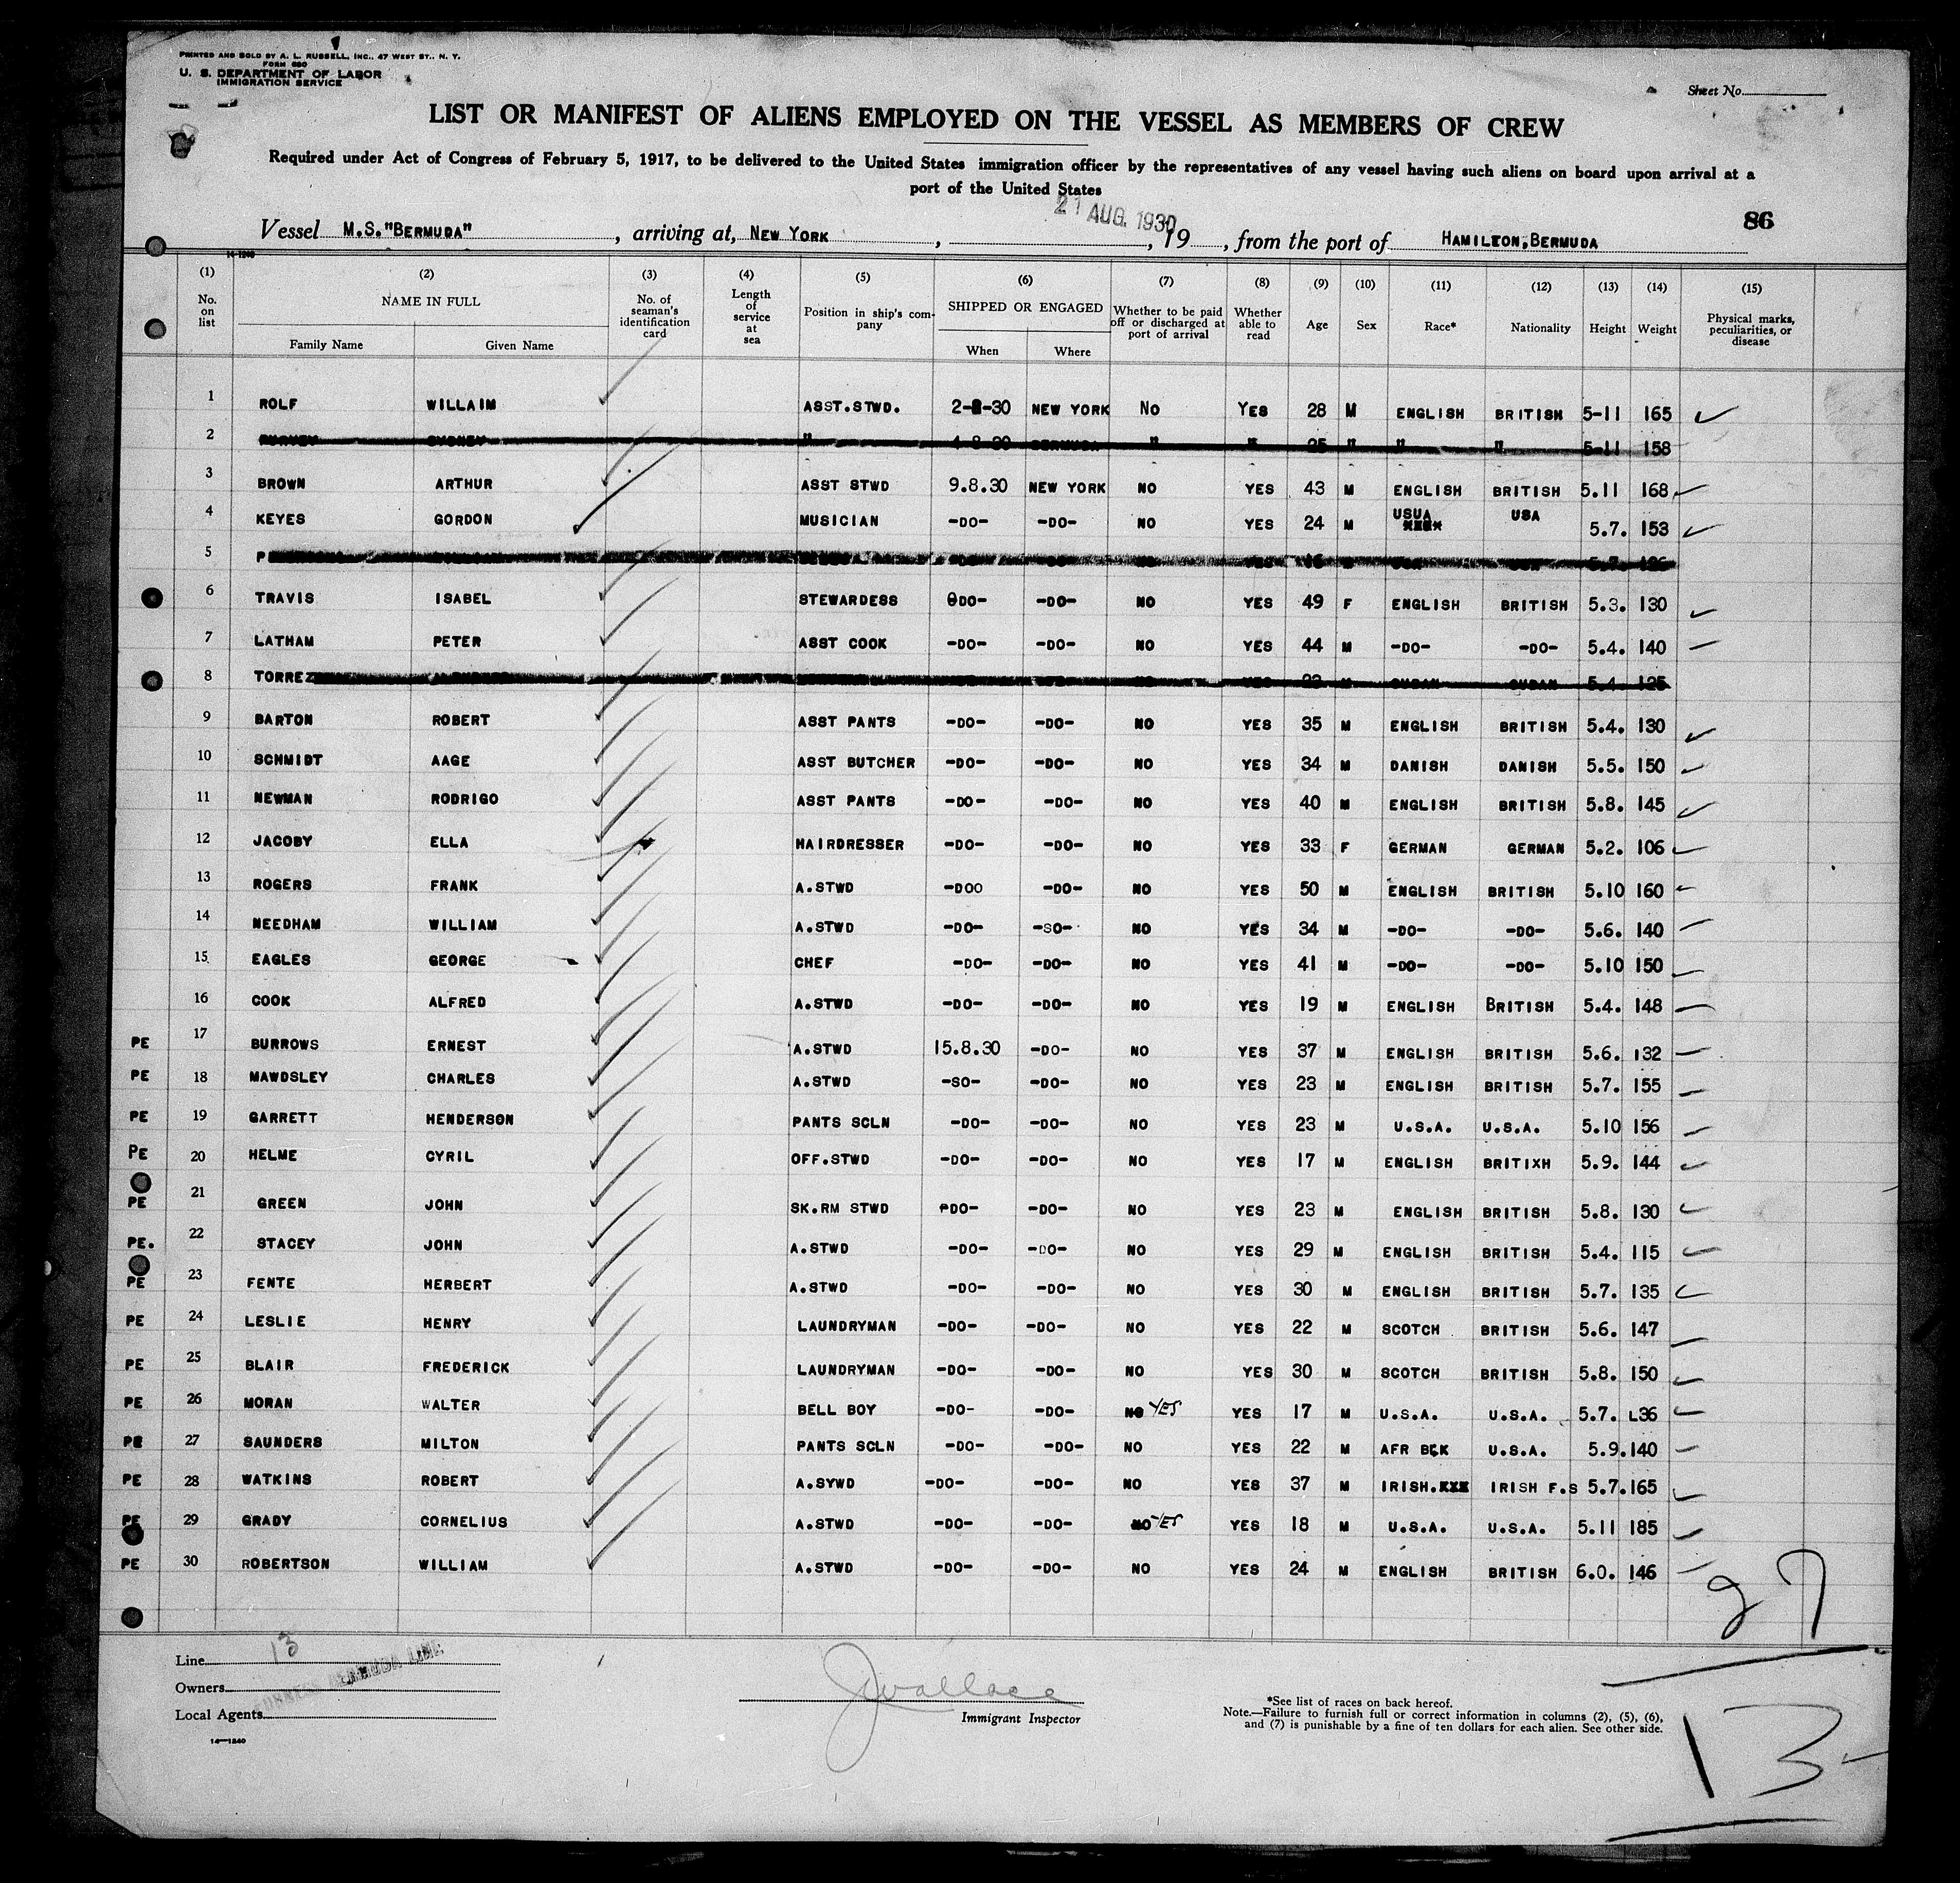 PRINTED AND SOLD BY A. L. RUSSELL, INC., 47 WEST ST., N. Y.
FORM 680
U. S. DEPARTMENT OF LABOR
IMMIGRATION SERVICE
Sheet No.
LIST OR MANIFEST OF ALIENS EMPLOYED ON THE VESSEL AS MEMBERS OF CREW
Required under Act of Congress of February 5, 1917, to be delivered to the United States immigration officer by the representatives of any vessel having such aliens on board upon arrival at a
port of the United States
21 AUG. 1930
86
Vessel M.S."BERMUDA", arriving at, NEW YORK, , 19 , from the port of HAMILTON, BERMUDA
14-1240
(1) (2) (3) (4) (5) (6) (7) (8) (9) (10) (11) (12) (13) (14) (15)
No. on list NAME IN FULL Family Name Given Name No. of seaman's identification card Length of service at sea Position in ship's company SHIPPED OR ENGAGED When Where Whether to be paid off or discharged at port of arrival Whether able to read Age Sex Race* Nationality Height Weight Physical marks, peculiarities, or disease
1 ROLF WILLAIM ASST.STWD. 2-8-30 NEW YORK NO YES 28 M ENGLISH BRITISH 5-11 165
2 " 4-8-30 BERMUDA " " 25 " " " 5-11 158
3 BROWN ARTHUR ASST STWD 9.8.30 NEW YORK NO YES 43 M ENGLISH BRITISH 5.11 168
4 KEYES GORDON MUSICIAN -DO- -DO- NO YES 24 M USUA USA 5.7. 153
5 P
6 TRAVIS ISABEL STEWARDESS 0DO- -DO- NO YES 49 F ENGLISH BRITISH 5.3. 130
7 LATHAM PETER ASST COOK -DO- -DO- NO YES 44 M -DO- -DO- 5.4. 140
8 TORREZ CUBAN CUBAN 5.4. 125
9 BARTON ROBERT ASST PANTS -DO- -DO- NO YES 35 M ENGLISH BRITISH 5.4. 130
10 SCHMIDT AAGE ASST BUTCHER -DO- -DO- NO YES 34 M DANISH DANISH 5.5. 150
11 NEWMAN RODRIGO ASST PANTS -DO- -DO- NO YES 40 M ENGLISH BRITISH 5.8. 145
12 JACOBY ELLA HAIRDRESSER -DO- -DO- NO YES 33 F GERMAN GERMAN 5.2. 106
13 ROGERS FRANK A.STWD -DOO -DO- NO YES 50 M ENGLISH BRITISH 5.10 160
14 NEEDHAM WILLIAM A.STWD -DO- -SO- NO YES 34 M -DO- -DO- 5.6. 140
15 EAGLES GEORGE CHEF -DO- -DO- NO YES 41 M -DO- -DO- 5.10 150
16 COOK ALFRED A.STWD -DO- -DO- NO YES 19 M ENGLISH BRITISH 5.4. 148
PE 17 BURROWS ERNEST A.STWD 15.8.30 -DO- NO YES 37 M ENGLISH BRITISH 5.6. 132
PE 18 MAWDSLEY CHARLES A.STWD -SO- -DO- NO YES 23 M ENGLISH BRITISH 5.7. 155
PE 19 GARRETT HENDERSON PANTS SCLN -DO- -DO- NO YES 23 M U.S.A. U.S.A. 5.10 156
PE 20 HELME CYRIL OFF.STWD -DO- -DO- NO YES 17 M ENGLISH BRITIXH 5.9. 144
PE 21 GREEN JOHN SK.RM STWD PDO- -DO- NO YES 23 M ENGLISH BRITISH 5.8. 130
PE. 22 STACEY JOHN A.STWD -DO- -DO- NO YES 29 M ENGLISH BRITISH 5.4. 115
PE 23 FENTE HERBERT A.STWD -DO- -DO- NO YES 30 M ENGLISH BRITISH 5.7. 135
PE 24 LESLIE HENRY LAUNDRYMAN -DO- -DO- NO YES 22 M SCOTCH BRITISH 5.6. 147
PE 25 BLAIR FREDERICK LAUNDRYMAN -DO- -DO- NO YES 30 M SCOTCH BRITISH 5.8. 150
PE 26 MORAN WALTER BELL BOY -DO- -DO- NO YES YES 17 M U.S.A. U.S.A. 5.7. L36
PE 27 SAUNDERS MILTON PANTS SCLN -DO- -DO- NO YES 22 M AFR BLK U.S.A. 5.9. 140
PE 28 WATKINS ROBERT A.SYWD -DO- -DO- NO YES 37 M IRISH.XXX IRISH F.S 5.7. 165
PE 29 GRADY CORNELIUS A.STWD -DO- -DO- NO YES YES 18 M U.S.A. U.S.A. 5.11 185
PE 30 ROBERTSON WILLIAM A.STWD -DO- -DO- NO YES 24 M ENGLISH BRITISH 6.0. 146
27
Line 13
Owners FURNESS BERMUDA LINE
Local Agents
14-1240
JWallace
Immigrant Inspector
*See list of races on back hereof.
Note.—Failure to furnish full or correct information in columns (2), (5), (6),
and (7) is punishable by a fine of ten dollars for each alien. See other side.
13-